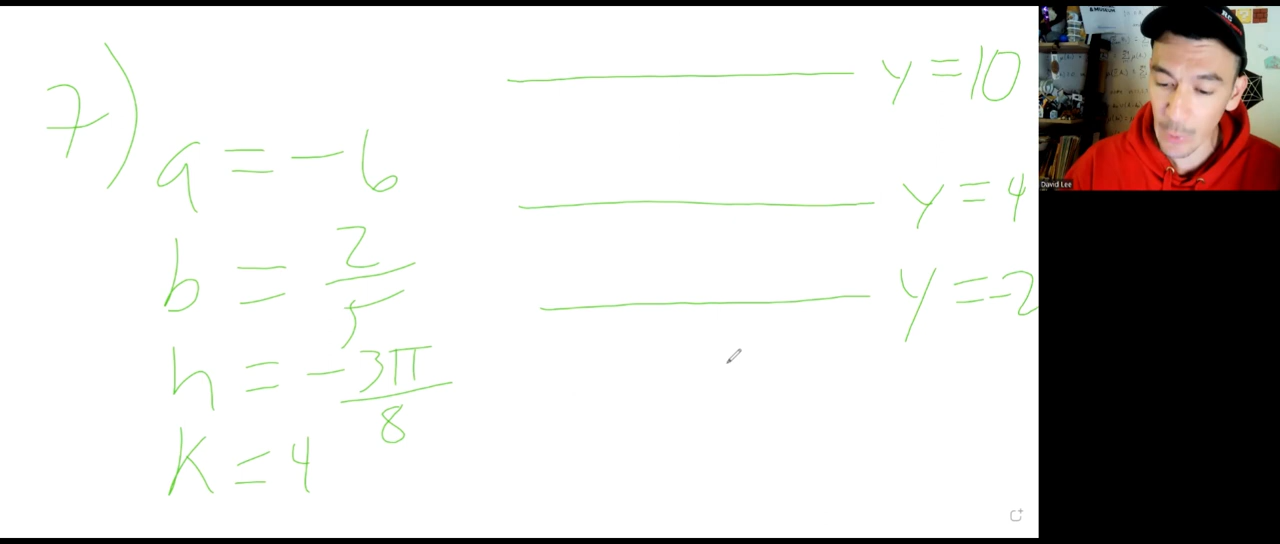 7)
a = -6
b = 2/5
h = -3π/8
K = 4
y = 10
y = 4
y = -2
David Lee